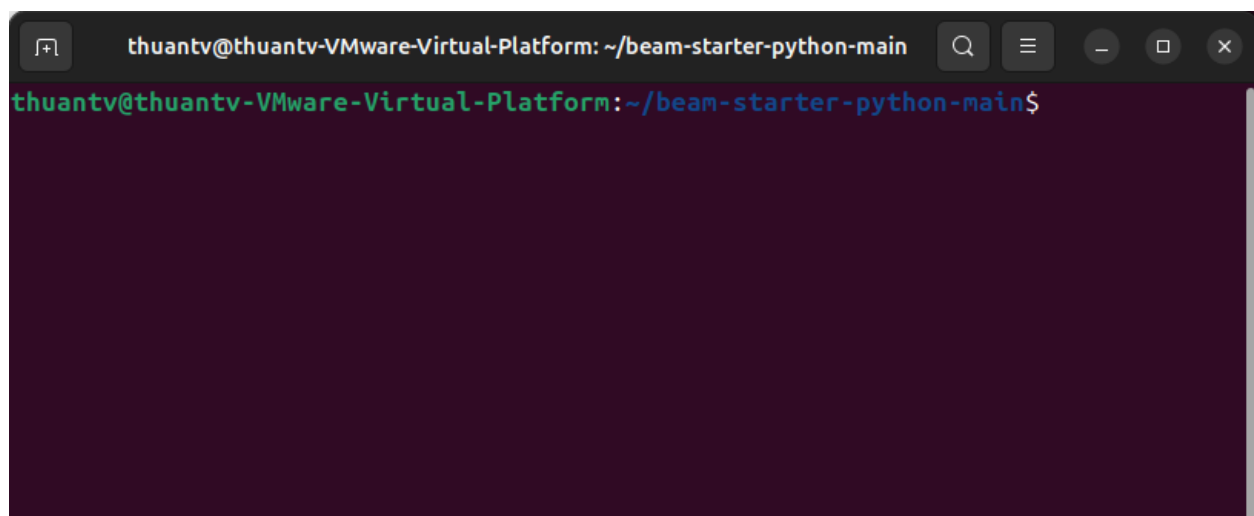 thuantv@thuantv-VMware-Virtual-Platform: ~/beam-starter-python-main
thuantv@thuantv-VMware-Virtual-Platform:~/beam-starter-python-main$